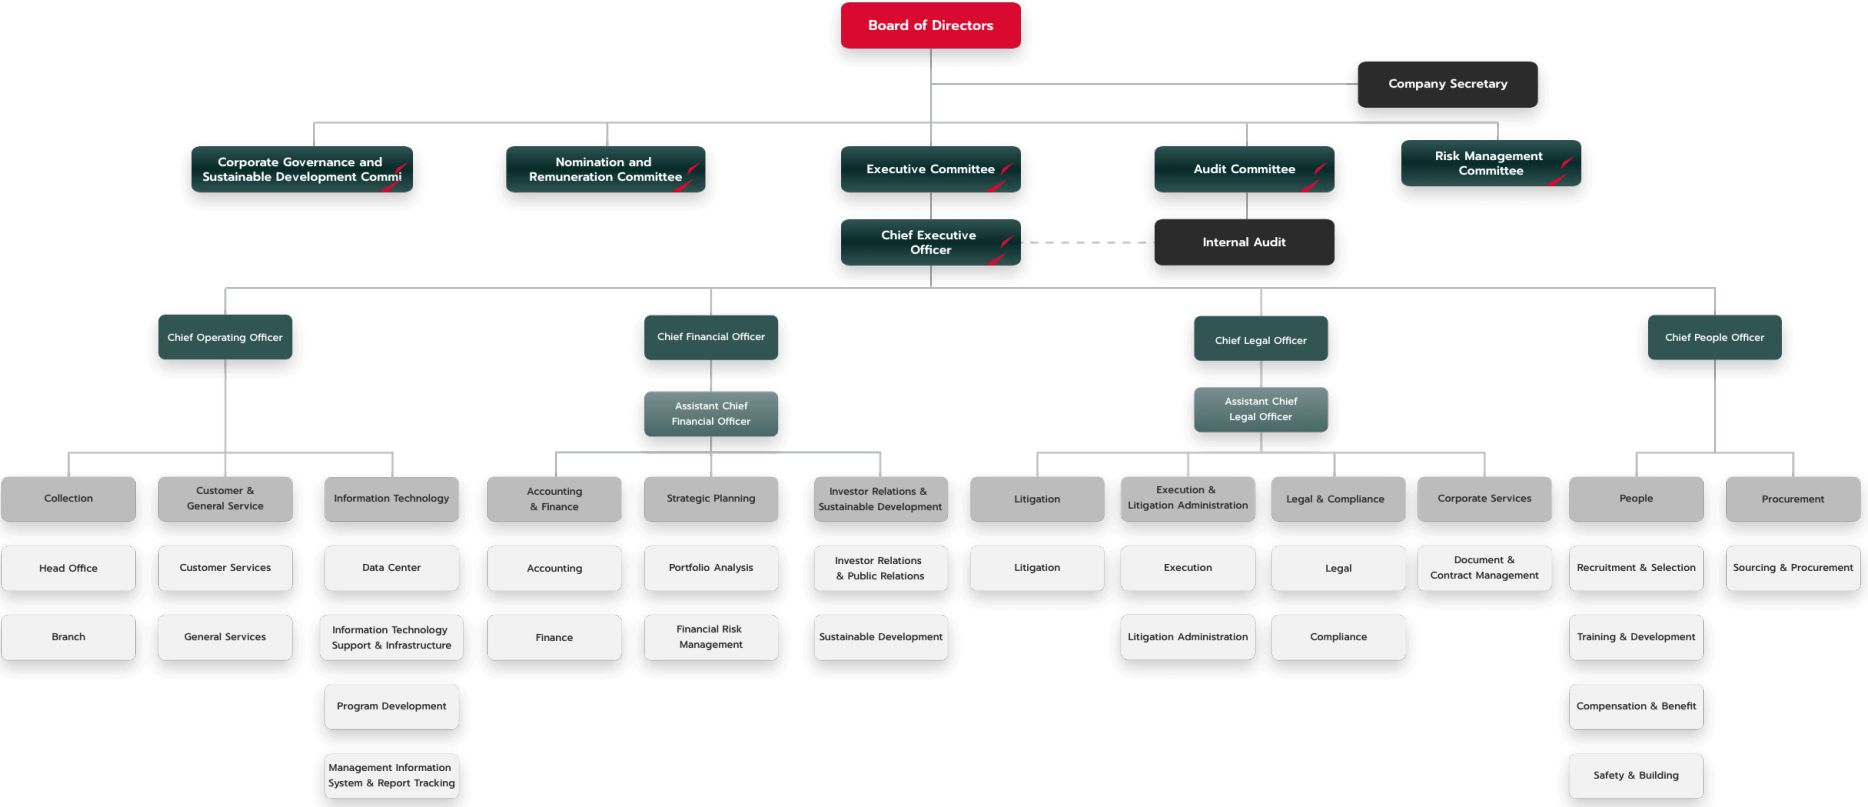 Board of Directors
Company Secretary
Corporate Governance and
Sustainable Development Commi
Nomination and
Remuneration Committee
Executive Committee
Audit Committee
Risk Management
Committee
Chief Executive
Officer
Internal Audit
Chief Operating Officer
Chief Financial Officer
Chief Legal Officer
Chief People Officer
Assistant Chief
Financial Officer
Assistant Chief
Legal Officer
Collection
Customer &
General Service
Information Technology
Accounting
& Finance
Strategic Planning
Investor Relations &
Sustainable Development
Litigation
Execution &
Litigation Administration
Legal & Compliance
Corporate Services
People
Procurement
Head Office
Customer Services
Data Center
Accounting
Portfolio Analysis
Investor Relations
& Public Relations
Litigation
Execution
Legal
Document &
Contract Management
Recruitment & Selection
Sourcing & Procurement
Branch
General Services
Information Technology
Support & Infrastructure
Finance
Financial Risk
Management
Sustainable Development
Litigation Administration
Compliance
Training & Development
Program Development
Compensation & Benefit
Management Information
System & Report Tracking
Safety & Building